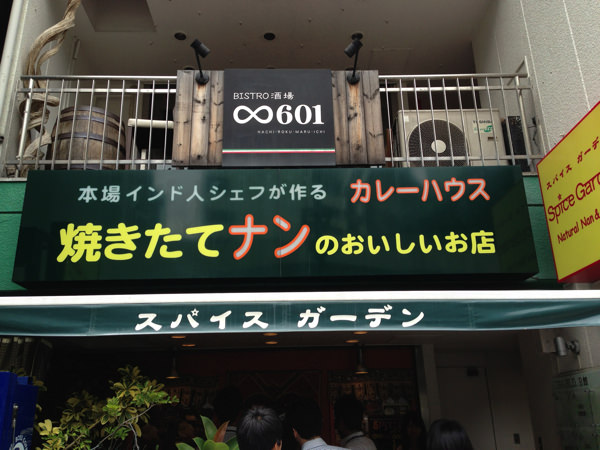 BISTRO酒場
∞601
HACHI ROKU MARU ICHI
本場インド人シェフが作る カレーハウス
焼きたてナンのおいしいお店
スパイス ガーデン
スパイス ガーデ
Spice Gar
Natural Nan &